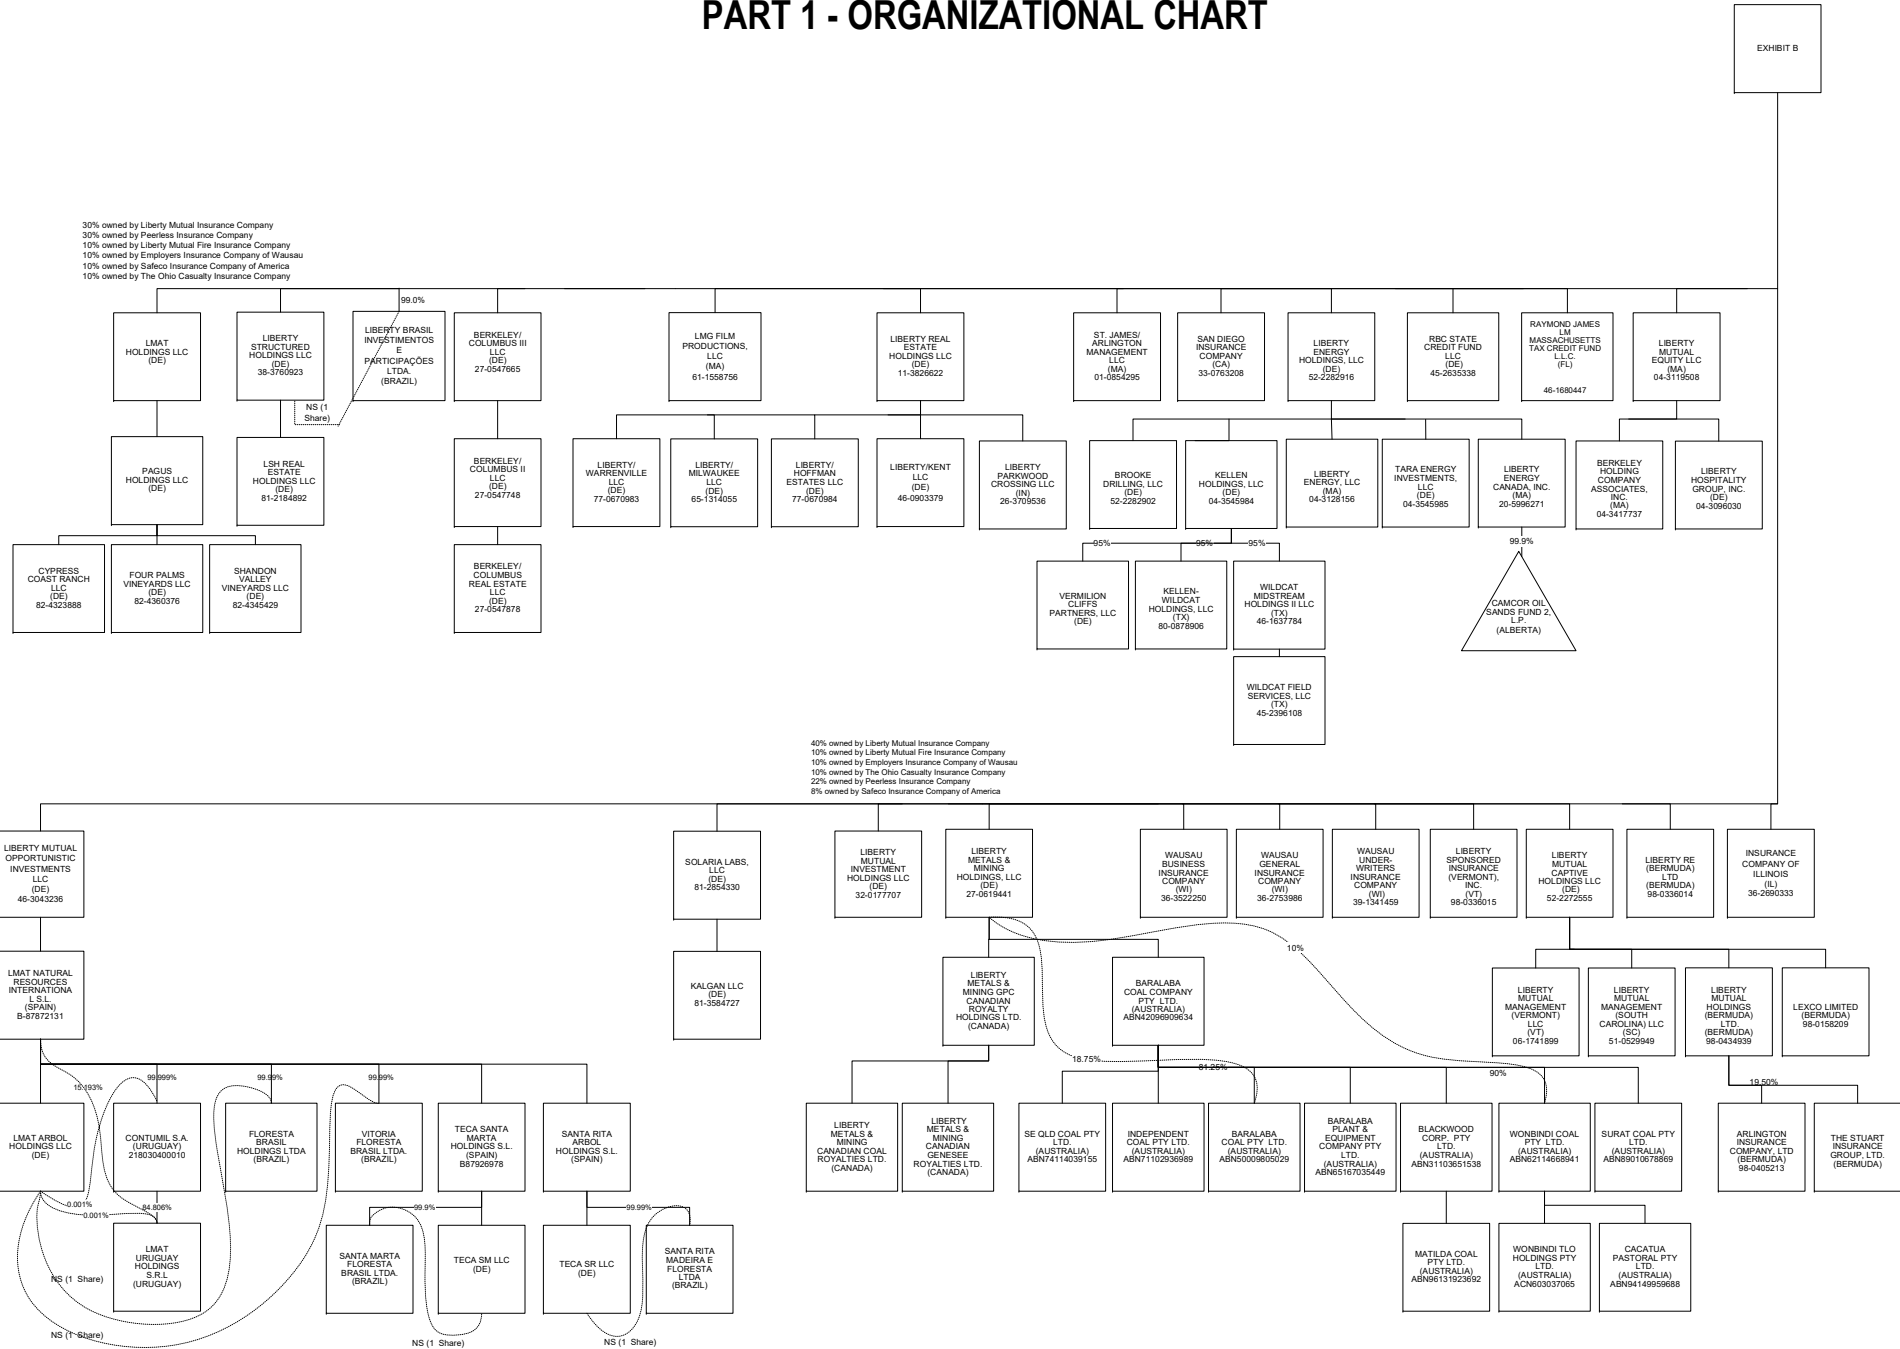 PART 1 - ORGANIZATIONAL CHART
EXHIBIT B
30% owned by Liberty Mutual Insurance Company
30% owned by Peerless Insurance Company
10% owned by Liberty Mutual Fire Insurance Company
10% owned by Employers Insurance Company of Wausau
10% owned by Safeco Insurance Company of America
10% owned by The Ohio Casualty Insurance Company
99.0%
LMAT
HOLDINGS LLC
(DE)
LIBERTY
STRUCTURED
HOLDINGS LLC
(DE)
38-3760923
LIBERTY BRASIL
INVESTIMENTOS
E
PARTICIPAÇÕES
LTDA.
(BRAZIL)
BERKELEY/
COLUMBUS III
LLC
(DE)
27-0547665
LMG FILM
PRODUCTIONS,
LLC
(MA)
61-1558756
LIBERTY REAL
ESTATE
HOLDINGS LLC
(DE)
11-3826622
ST. JAMES/
ARLINGTON
MANAGEMENT
LLC
(MA)
01-0854295
SAN DIEGO
INSURANCE
COMPANY
(CA)
33-0763208
LIBERTY
ENERGY
HOLDINGS, LLC
(DE)
52-2282916
RBC STATE
CREDIT FUND
LLC
(DE)
45-2635338
RAYMOND JAMES
LM
MASSACHUSETTS
TAX CREDIT FUND
L.L.C.
(FL)
46-1680447
LIBERTY
MUTUAL
EQUITY LLC
(MA)
04-3119508
NS (1
Share)
PAGUS
HOLDINGS LLC
(DE)
LSH REAL
ESTATE
HOLDINGS LLC
(DE)
81-2184892
BERKELEY/
COLUMBUS II
LLC
(DE)
27-0547748
LIBERTY/
WARRENVILLE
LLC
(DE)
77-0670983
LIBERTY/
MILWAUKEE
LLC
(DE)
65-1314055
LIBERTY/
HOFFMAN
ESTATES LLC
(DE)
77-0670984
LIBERTY/KENT
LLC
(DE)
46-0903379
LIBERTY
PARKWOOD
CROSSING LLC
(IN)
26-3709536
BROOKE
DRILLING, LLC
(DE)
52-2282902
KELLEN
HOLDINGS, LLC
(DE)
04-3545984
LIBERTY
ENERGY, LLC
(MA)
04-3128156
TARA ENERGY
INVESTMENTS,
LLC
(DE)
04-3545985
LIBERTY
ENERGY
CANADA, INC.
(MA)
20-5996271
BERKELEY
HOLDING
COMPANY
ASSOCIATES,
INC.
(MA)
04-3417737
LIBERTY
HOSPITALITY
GROUP, INC.
(DE)
04-3096030
95%
95%
95%
99.9%
CYPRESS
COAST RANCH
LLC
(DE)
82-4323888
FOUR PALMS
VINEYARDS LLC
(DE)
82-4360376
SHANDON
VALLEY
VINEYARDS LLC
(DE)
82-4345429
BERKELEY/
COLUMBUS
REAL ESTATE
LLC
(DE)
27-0547878
VERMILION
CLIFFS
PARTNERS, LLC
(DE)
KELLEN-
WILDCAT
HOLDINGS, LLC
(TX)
80-0878906
WILDCAT
MIDSTREAM
HOLDINGS II LLC
(TX)
46-1637784
CAMCOR OIL
SANDS FUND 2,
L.P.
(ALBERTA)
WILDCAT FIELD
SERVICES, LLC
(TX)
45-2396108
40% owned by Liberty Mutual Insurance Company
10% owned by Liberty Mutual Fire Insurance Company
10% owned by Employers Insurance Company of Wausau
10% owned by The Ohio Casualty Insurance Company
22% owned by Peerless Insurance Company
8% owned by Safeco Insurance Company of America
LIBERTY MUTUAL
OPPORTUNISTIC
INVESTMENTS
LLC
(DE)
46-3043236
SOLARIA LABS,
LLC
(DE)
81-2854330
LIBERTY
MUTUAL
INVESTMENT
HOLDINGS LLC
(DE)
32-0177707
LIBERTY
METALS &
MINING
HOLDINGS, LLC
(DE)
27-0619441
WAUSAU
BUSINESS
INSURANCE
COMPANY
(WI)
36-3522250
WAUSAU
GENERAL
INSURANCE
COMPANY
(WI)
36-2753986
WAUSAU
UNDER-
WRITERS
INSURANCE
COMPANY
(WI)
39-1341459
LIBERTY
SPONSORED
INSURANCE
(VERMONT),
INC.
(VT)
98-0336015
LIBERTY
MUTUAL
CAPTIVE
HOLDINGS LLC
(DE)
52-2272555
LIBERTY RE
(BERMUDA)
LTD
(BERMUDA)
98-0336014
INSURANCE
COMPANY OF
ILLINOIS
(IL)
36-2690333
10%
LMAT NATURAL
RESOURCES
INTERNATIONA
L S.L.
(SPAIN)
B-87872131
KALGAN LLC
(DE)
81-3584727
LIBERTY
METALS &
MINING GPC
CANADIAN
ROYALTY
HOLDINGS LTD.
(CANADA)
BARALABA
COAL COMPANY
PTY  LTD.
(AUSTRALIA)
ABN42096909634
LIBERTY
MUTUAL
MANAGEMENT
(VERMONT)
LLC
(VT)
06-1741899
LIBERTY
MUTUAL
MANAGEMENT
(SOUTH
CAROLINA) LLC
(SC)
51-0529949
LIBERTY
MUTUAL
HOLDINGS
(BERMUDA)
LTD.
(BERMUDA)
98-0434939
LEXCO LIMITED
(BERMUDA)
98-0158209
15.193%
99.999%
99.99%
99.99%
18.75%
81.25%
90%
19.50%
LMAT ARBOL
HOLDINGS LLC
(DE)
CONTUMIL S.A.
(URUGUAY)
218030400010
FLORESTA
BRASIL
HOLDINGS LTDA
(BRAZIL)
VITORIA
FLORESTA
BRASIL LTDA.
(BRAZIL)
TECA SANTA
MARTA
HOLDINGS S.L.
(SPAIN)
B87926978
SANTA RITA
ARBOL
HOLDINGS S.L.
(SPAIN)
LIBERTY
METALS &
MINING
CANADIAN COAL
ROYALTIES LTD.
(CANADA)
LIBERTY
METALS &
MINING
CANADIAN
GENESEE
ROYALTIES LTD.
(CANADA)
SE QLD COAL PTY
LTD.
(AUSTRALIA)
ABN74114039155
INDEPENDENT
COAL PTY LTD.
(AUSTRALIA)
ABN71102936989
BARALABA
COAL PTY  LTD.
(AUSTRALIA)
ABN50009805029
BARALABA
PLANT &
EQUIPMENT
COMPANY PTY
LTD.
(AUSTRALIA)
ABN65167035449
BLACKWOOD
CORP.  PTY
LTD.
(AUSTRALIA)
ABN31103651538
WONBINDI COAL
PTY  LTD.
(AUSTRALIA)
ABN62114668941
SURAT COAL PTY
LTD.
(AUSTRALIA)
ABN89010678869
ARLINGTON
INSURANCE
COMPANY, LTD
(BERMUDA)
98-0405213
THE STUART
INSURANCE
GROUP, LTD.
(BERMUDA)
0.001%
0.001%
84.806%
99.9%
99.99%
LMAT
URUGUAY
HOLDINGS
S.R.L
(URUGUAY)
SANTA MARTA
FLORESTA
BRASIL LTDA.
(BRAZIL)
TECA SM LLC
(DE)
TECA SR LLC
(DE)
SANTA RITA
MADEIRA E
FLORESTA
LTDA
(BRAZIL)
MATILDA COAL
PTY LTD.
(AUSTRALIA)
ABN96131923692
WONBINDI TLO
HOLDINGS PTY
LTD.
(AUSTRALIA)
ACN603037065
CACATUA
PASTORAL PTY
LTD.
(AUSTRALIA)
ABN94149959688
NS (1  Share)
NS (1  Share)
NS (1  Share)
NS (1  Share)